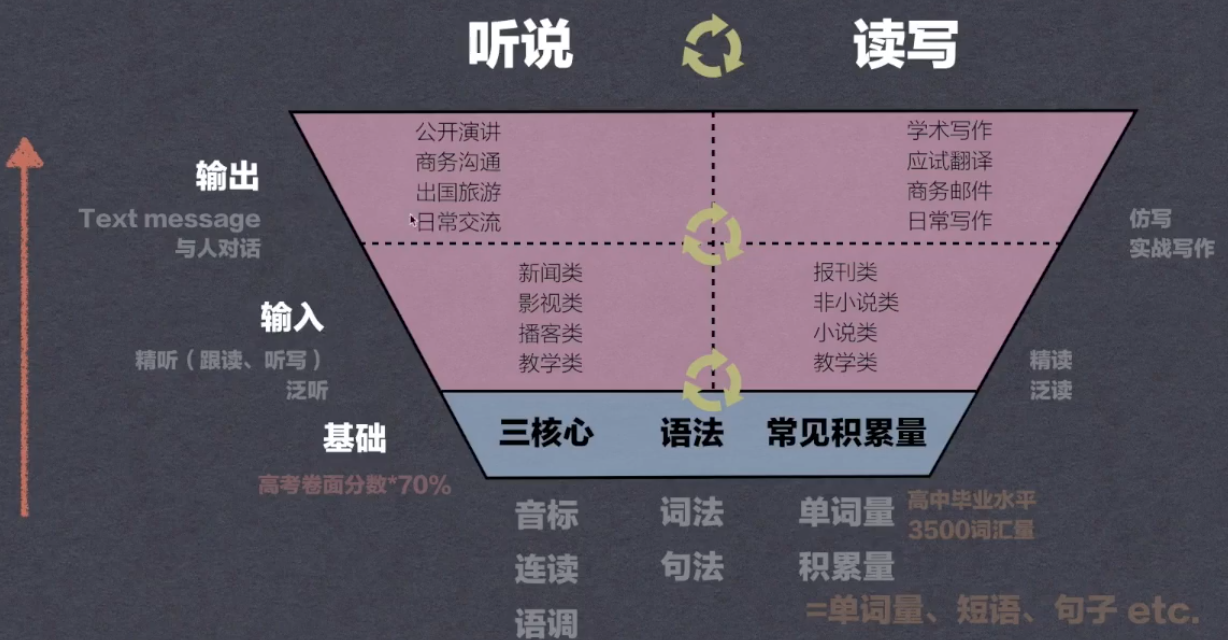 听说
读写
输出
Text message
与人对话
公开演讲
商务沟通
出国旅游
日常交流
学术写作
应试翻译
商务邮件
日常写作
仿写
实战写作
输入
精听（跟读、听写）
泛听
新闻类
影视类
播客类
教学类
报刊类
非小说类
小说类
教学类
精读
泛读
基础
高考卷面分数*70%
三核心
语法
常见积累量
音标
连读
语调
词法
句法
单词量
高中毕业水平
3500词汇量
积累量
=单词量、短语、句子 etc.